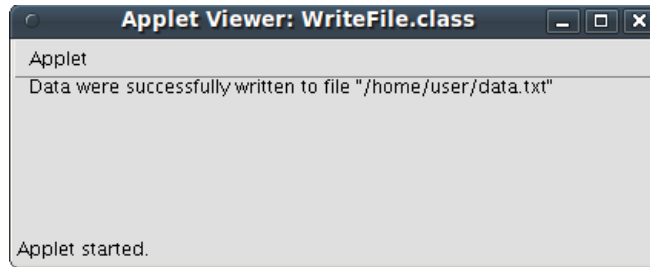 Applet Viewer: WriteFile.class
Applet
Data were successfully written to file "/home/user/data.txt"
Applet started.